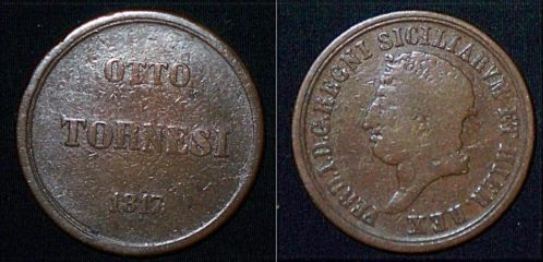 OTTO
TORNESI
1817
FERD.I.D.G.REGNI SICILIARVM ET HIER.REX